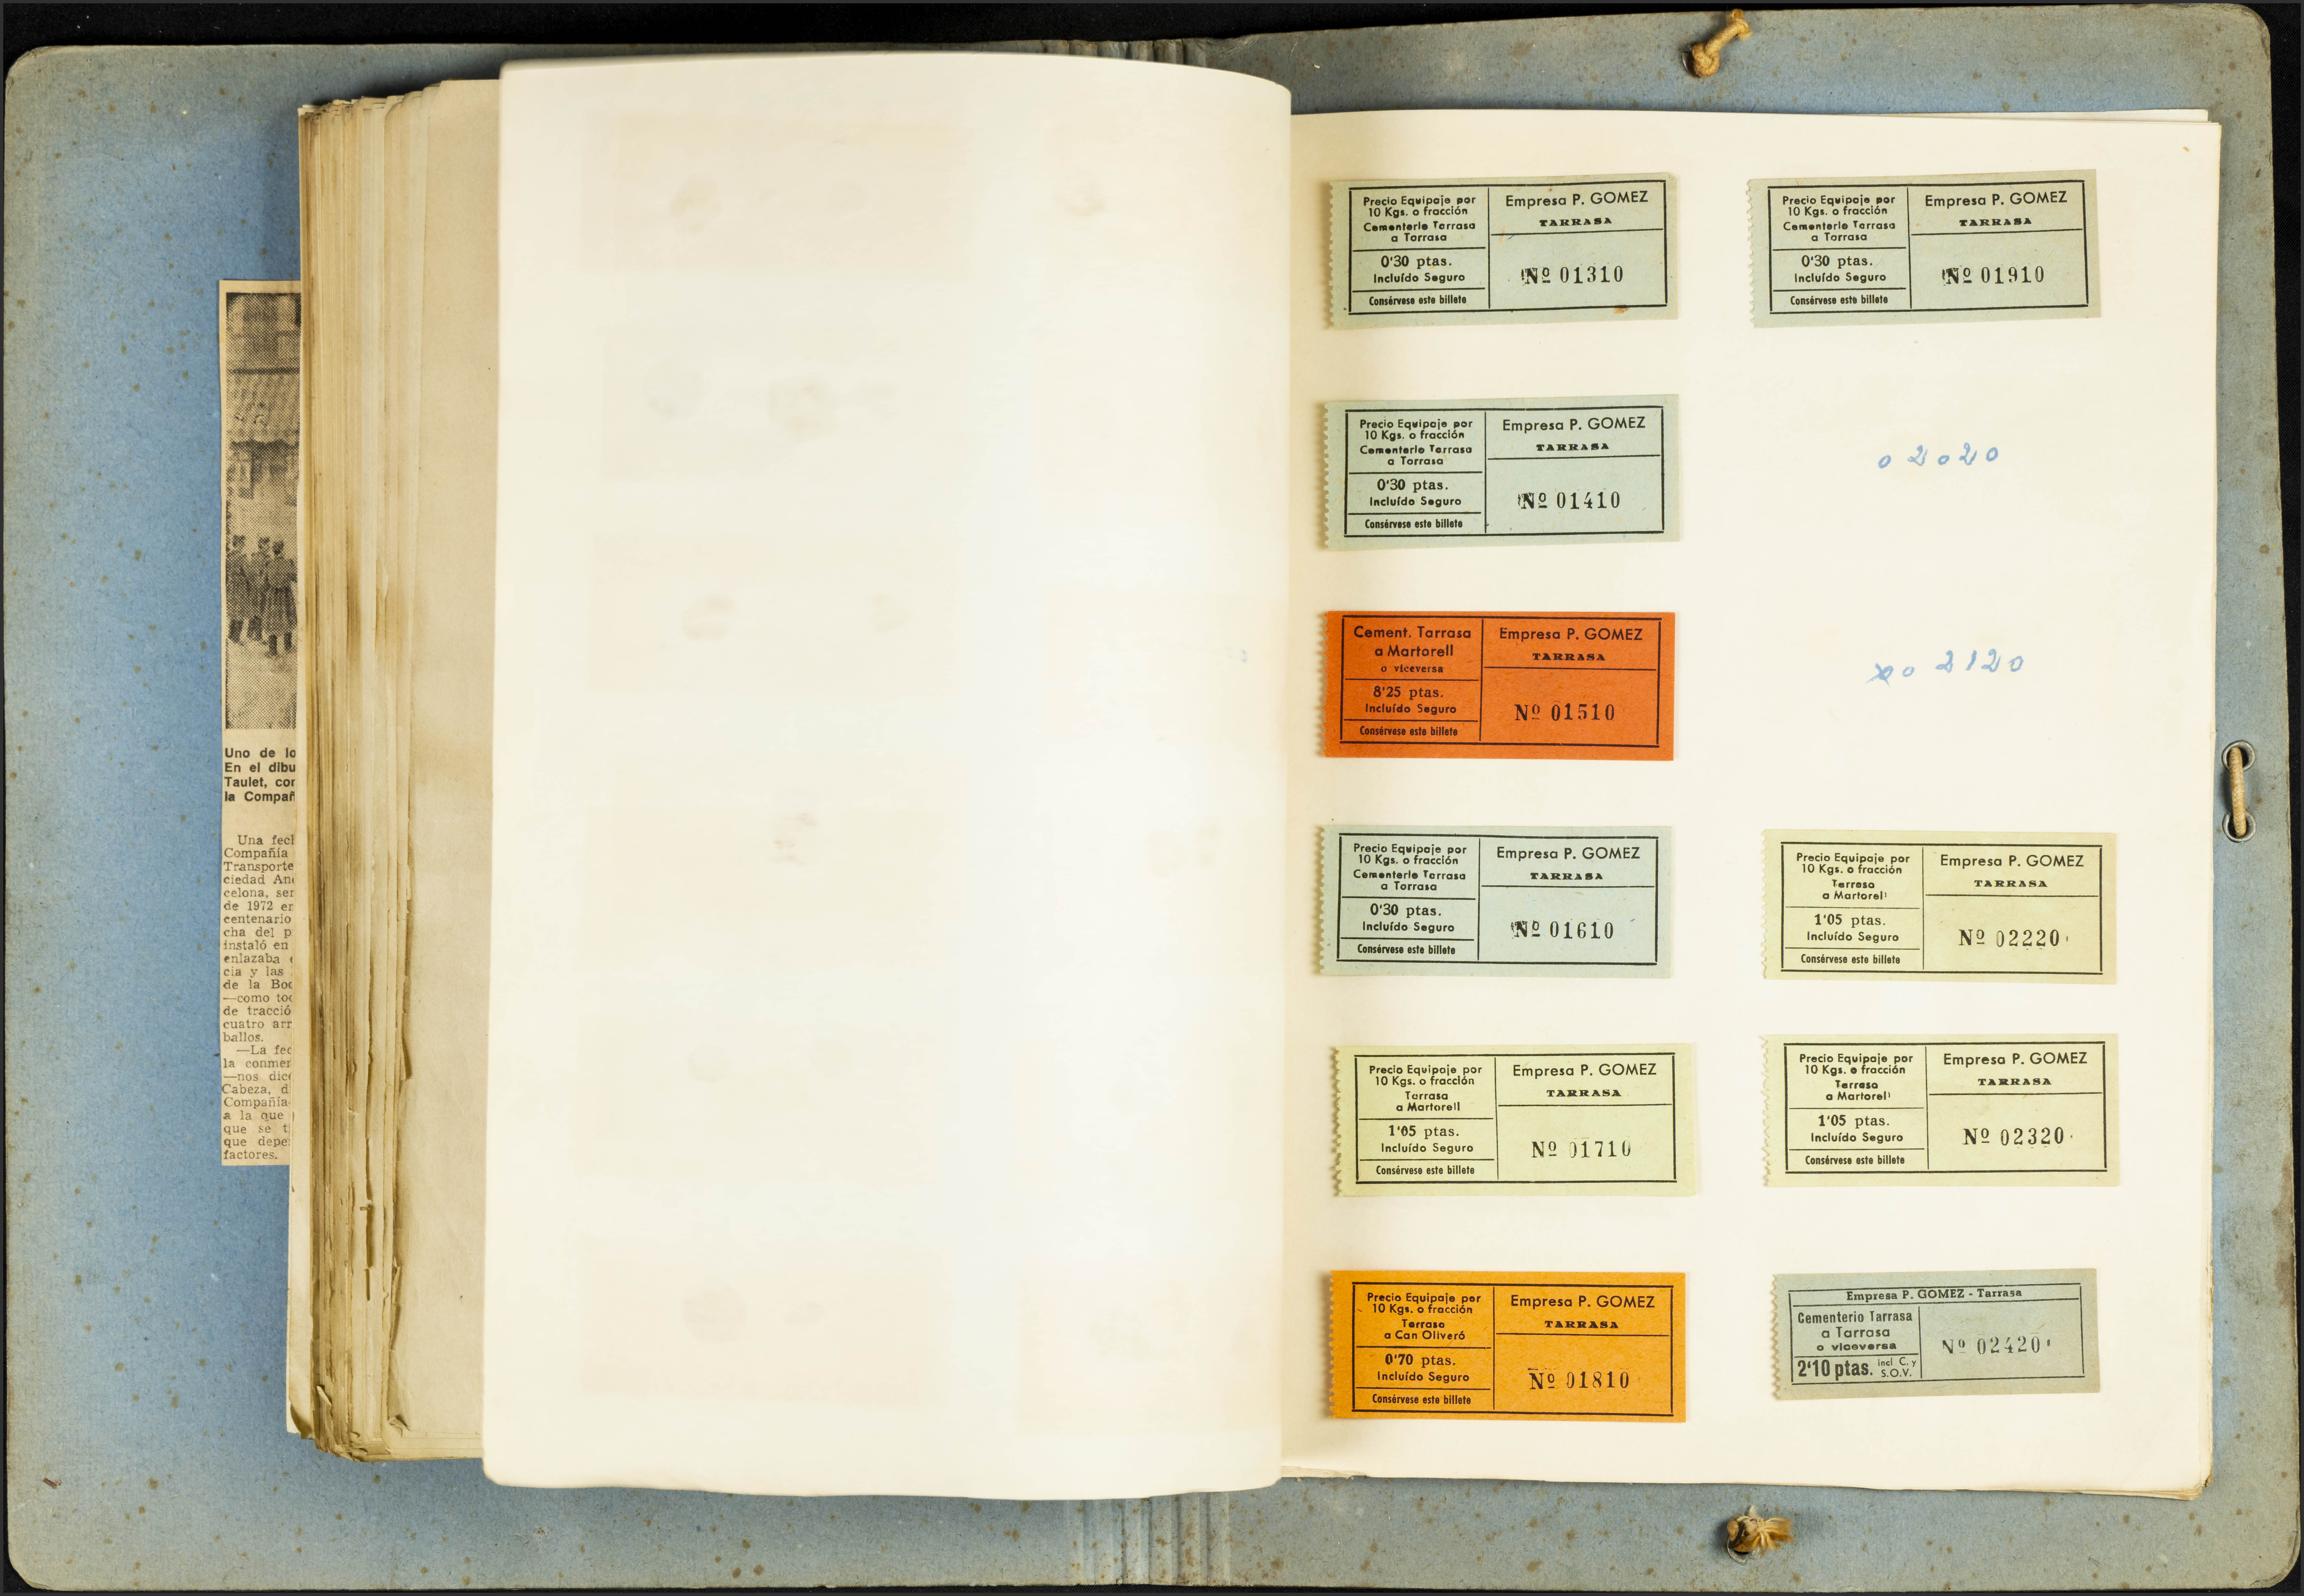 Uno de lo
En el dibu
Taulet, cor
la Compañ
Una fecl
Compañía
Transporte
ciedad An
celona, ser
de 1972 er
centenario
cha del p
instaló en
enlazaba
cia y las
de la Boc
—como toc
de tracció
cuatro arr
ballos.
—La fec
la conmer
—nos dic
Cabeza, d
Compañía
a la que
que se t
que depe
factores.
Precio Equipaje por
10 Kgs. o fracción
Cementerio Tarrasa
a Tarrasa
0'30 ptas.
Incluído Seguro
Consérvese este billete
Empresa P. GOMEZ
TARRASA
Nº 01310
Precio Equipaje por
10 Kgs. o fracción
Cementerio Tarrasa
a Tarrasa
0'30 ptas.
Incluído Seguro
Consérvese este billete
Empresa P. GOMEZ
TARRASA
Nº 01910
Precio Equipaje por
10 Kgs. o fracción
Cementerio Tarrasa
a Tarrasa
0'30 ptas.
Incluído Seguro
Consérvese este billete
Empresa P. GOMEZ
TARRASA
Nº 01410
02020
Cement. Tarrasa
a Martorell
o viceversa
8'25 ptas.
Incluído Seguro
Consérvese este billete
Empresa P. GOMEZ
TARRASA
Nº 01510
02120
Precio Equipaje por
10 Kgs. o fracción
Cementerio Tarrasa
a Tarrasa
0'30 ptas.
Incluído Seguro
Consérvese este billete
Empresa P. GOMEZ
TARRASA
Nº 01610
Precio Equipaje por
10 Kgs. o fracción
Tarrasa
a Martorell
1'05 ptas.
Incluído Seguro
Consérvese este billete
Empresa P. GOMEZ
TARRASA
Nº 02220
Precio Equipaje por
10 Kgs. o fracción
Tarrasa
a Martorell
1'05 ptas.
Incluído Seguro
Consérvese este billete
Empresa P. GOMEZ
TARRASA
Nº 01710
Precio Equipaje por
10 Kgs. o fracción
Tarrasa
a Martorell
1'05 ptas.
Incluído Seguro
Consérvese este billete
Empresa P. GOMEZ
TARRASA
Nº 02320
Precio Equipaje por
10 Kgs. o fracción
Tarrasa
a Can Oliveró
0'70 ptas.
Incluído Seguro
Consérvese este billete
Empresa P. GOMEZ
TARRASA
Nº 01810
Empresa P. GOMEZ - Tarrasa
Cementerio Tarrasa
a Tarrasa
o viceversa
2'10 ptas. incl C. y
S.O.V.
Nº 02420